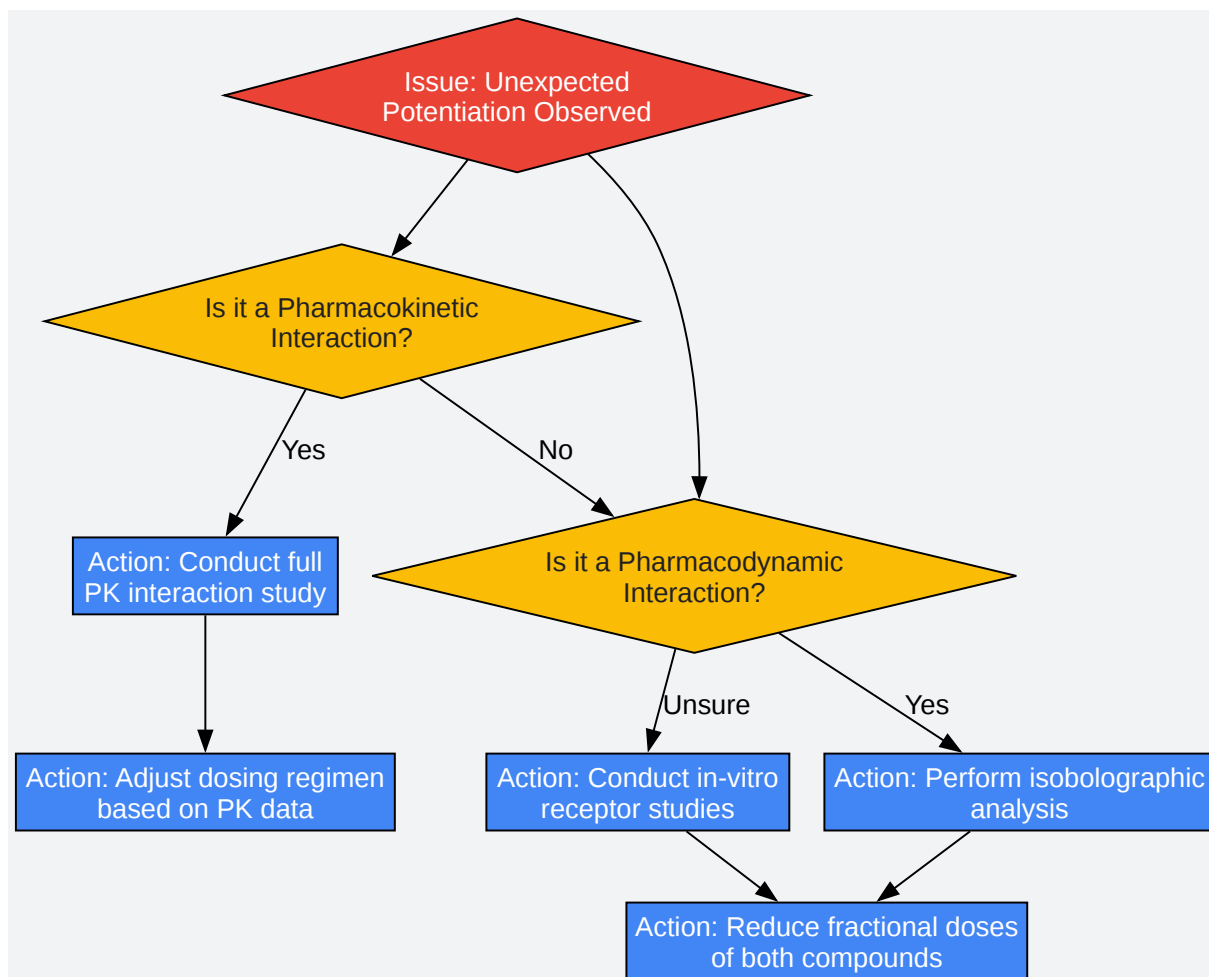 Issue: Unexpected
Potentiation Observed
Is it a Pharmacokinetic
Interaction?
Yes
No
Action: Conduct full
PK interaction study
Is it a Pharmacodynamic
Interaction?
Unsure
Yes
Action: Adjust dosing regimen
based on PK data
Action: Conduct in-vitro
receptor studies
Action: Perform isobolographic
analysis
Action: Reduce fractional doses
of both compounds